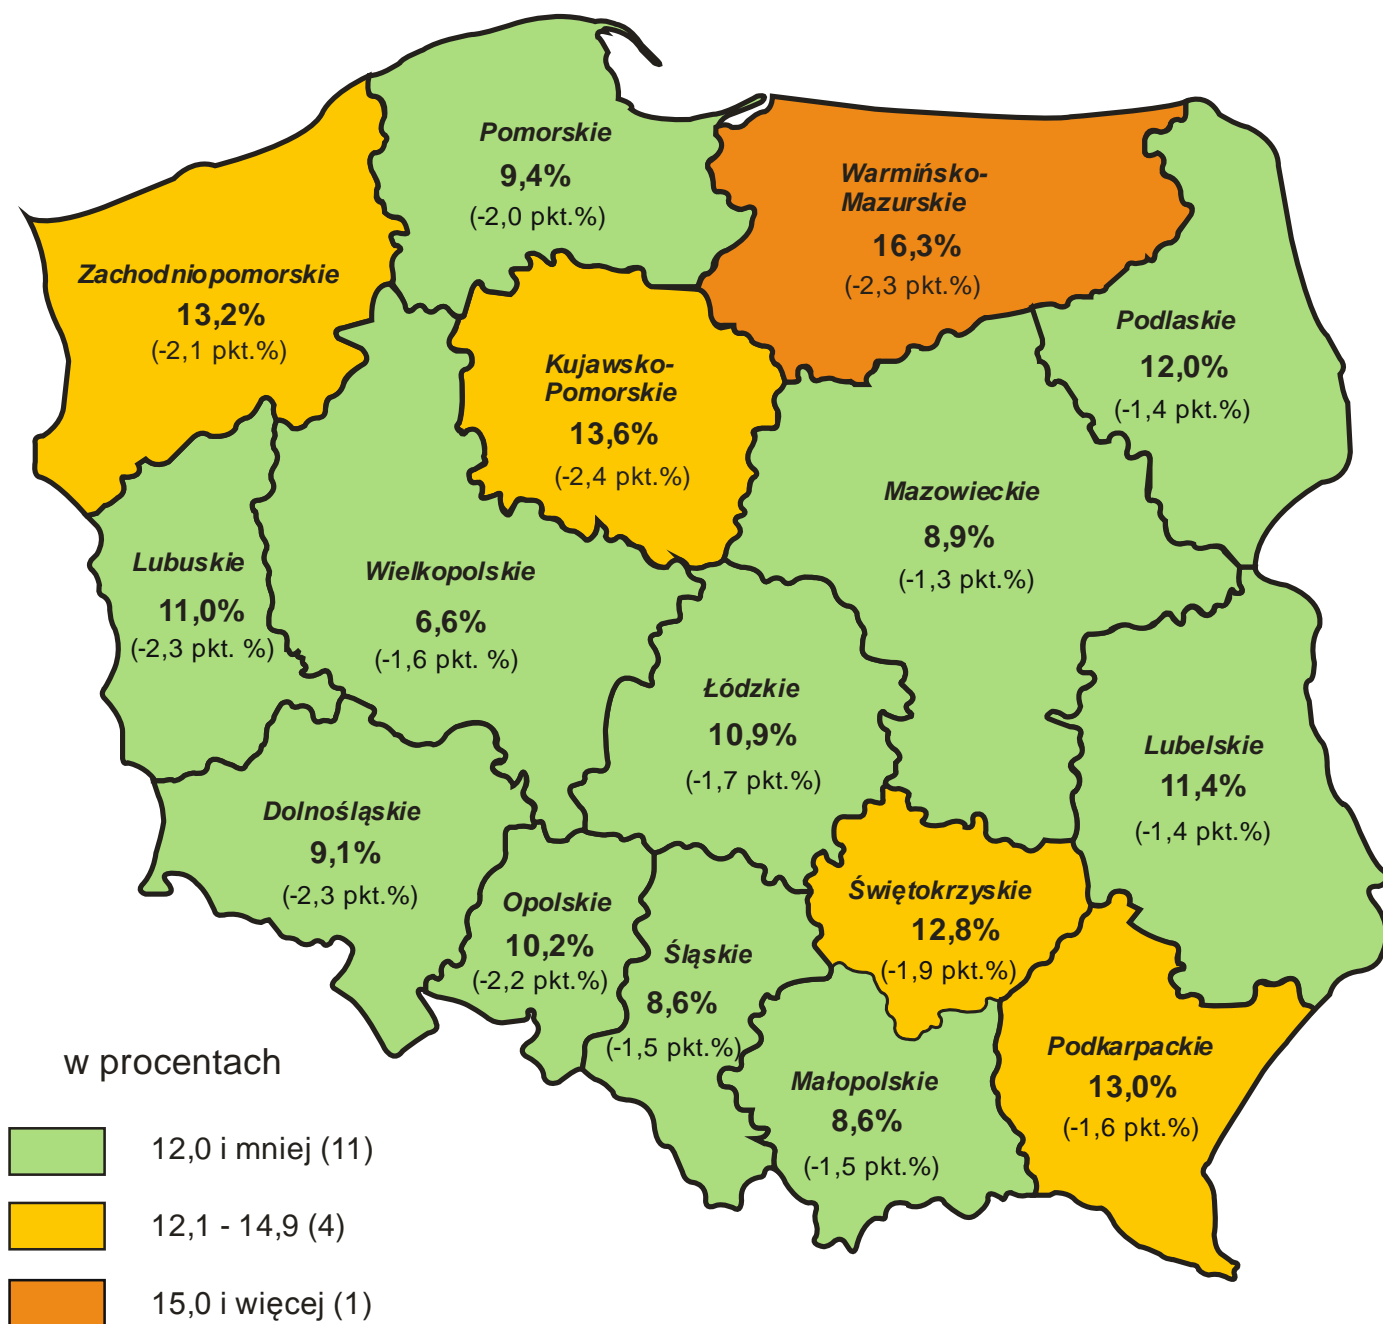 Pomorskie
9,4%
(-2,0 pkt.%)
Warmińsko-
Mazurskie
16,3%
(-2,3 pkt.%)
Zachodniopomorskie
13,2%
(-2,1 pkt.%)
Podlaskie
12,0%
(-1,4 pkt.%)
Kujawsko-
Pomorskie
13,6%
(-2,4 pkt.%)
Mazowieckie
8,9%
(-1,3 pkt.%)
Lubuskie
11,0%
(-2,3 pkt. %)
Wielkopolskie
6,6%
(-1,6 pkt. %)
Łódzkie
10,9%
(-1,7 pkt.%)
Lubelskie
11,4%
(-1,4 pkt.%)
Dolnośląskie
9,1%
(-2,3 pkt.%)
Opolskie
10,2%
(-2,2 pkt.%)
Śląskie
8,6%
(-1,5 pkt.%)
Świętokrzyskie
12,8%
(-1,9 pkt.%)
Małopolskie
8,6%
(-1,5 pkt.%)
Podkarpackie
13,0%
(-1,6 pkt.%)
w procentach
12,0 i mniej (11)
12,1 - 14,9 (4)
15,0 i więcej (1)